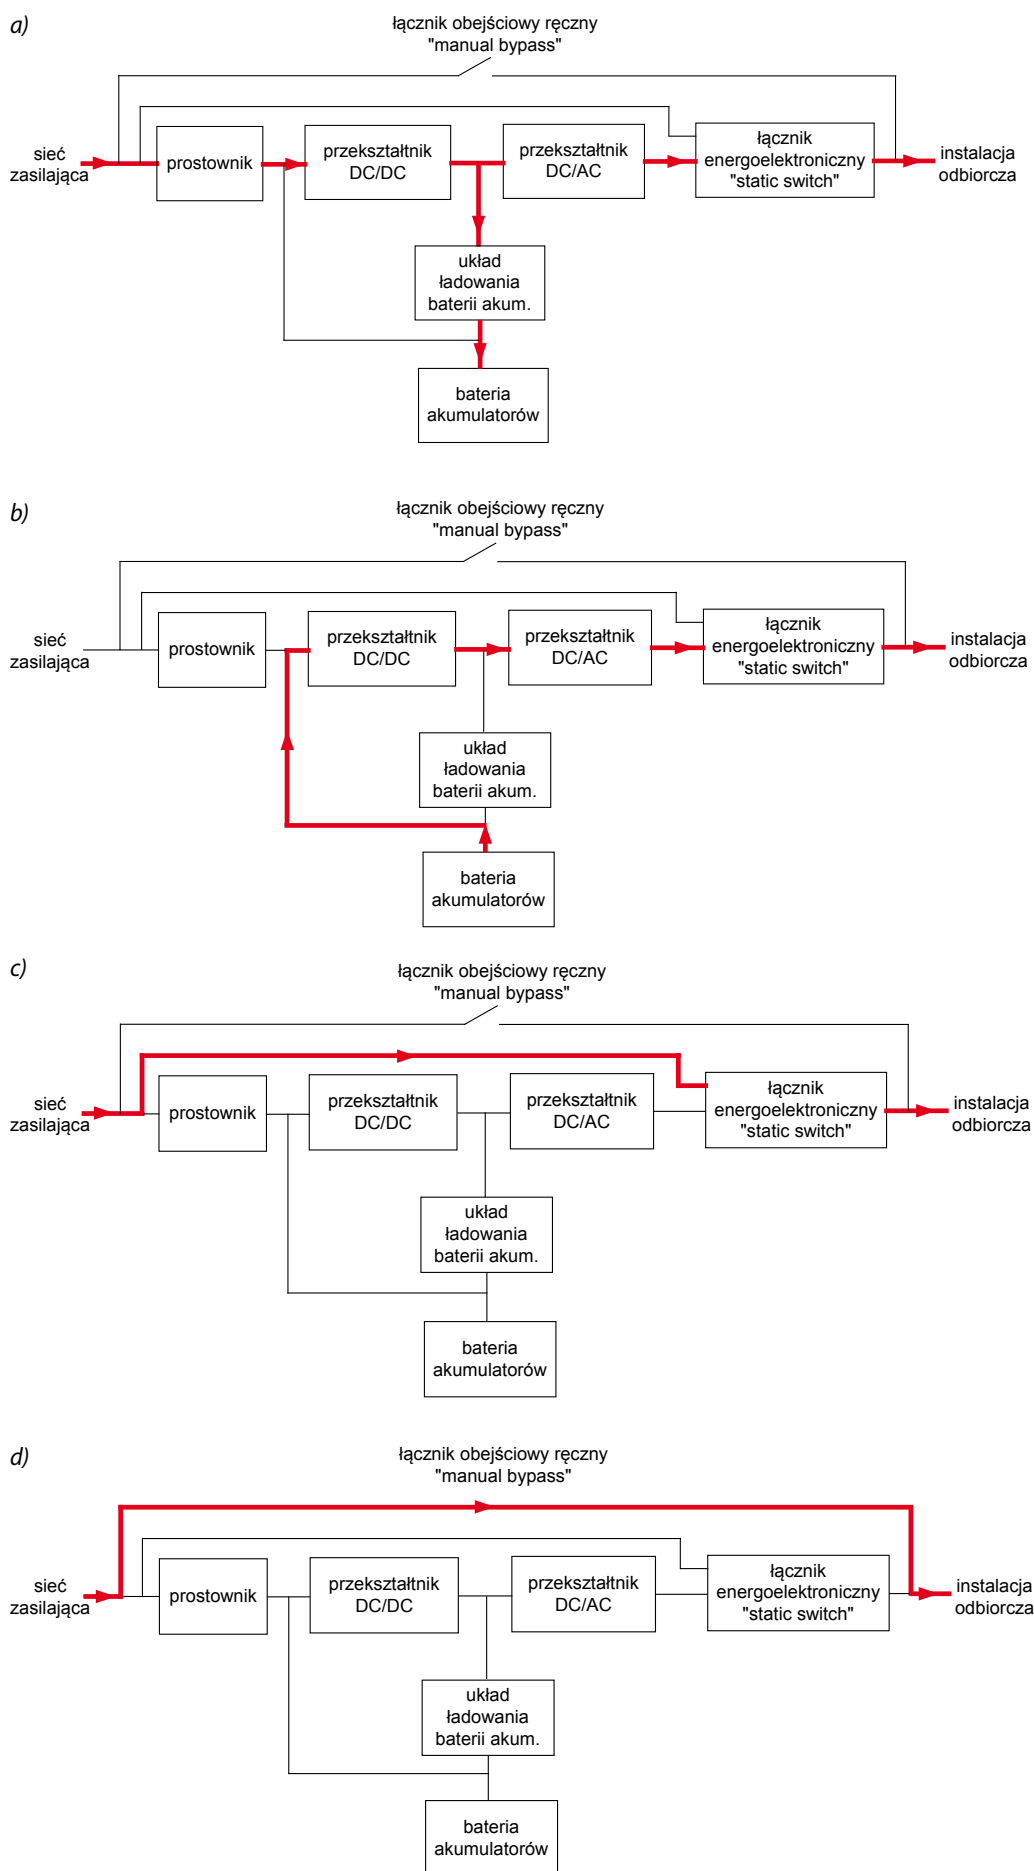 a)
łącznik obejściowy ręczny
"manual bypass"
sieć
zasilająca
prostownik
przekształtnik
DC/DC
przekształtnik
DC/AC
łącznik
energoelektroniczny
"static switch"
instalacja
odbiorcza
układ
ładowania
baterii akum.
bateria
akumulatorów
b)
łącznik obejściowy ręczny
"manual bypass"
sieć
zasilająca
prostownik
przekształtnik
DC/DC
przekształtnik
DC/AC
łącznik
energoelektroniczny
"static switch"
instalacja
odbiorcza
układ
ładowania
baterii akum.
bateria
akumulatorów
c)
łącznik obejściowy ręczny
"manual bypass"
sieć
zasilająca
prostownik
przekształtnik
DC/DC
przekształtnik
DC/AC
łącznik
energoelektroniczny
"static switch"
instalacja
odbiorcza
układ
ładowania
baterii akum.
bateria
akumulatorów
d)
łącznik obejściowy ręczny
"manual bypass"
sieć
zasilająca
prostownik
przekształtnik
DC/DC
przekształtnik
DC/AC
łącznik
energoelektroniczny
"static switch"
instalacja
odbiorcza
układ
ładowania
baterii akum.
bateria
akumulatorów